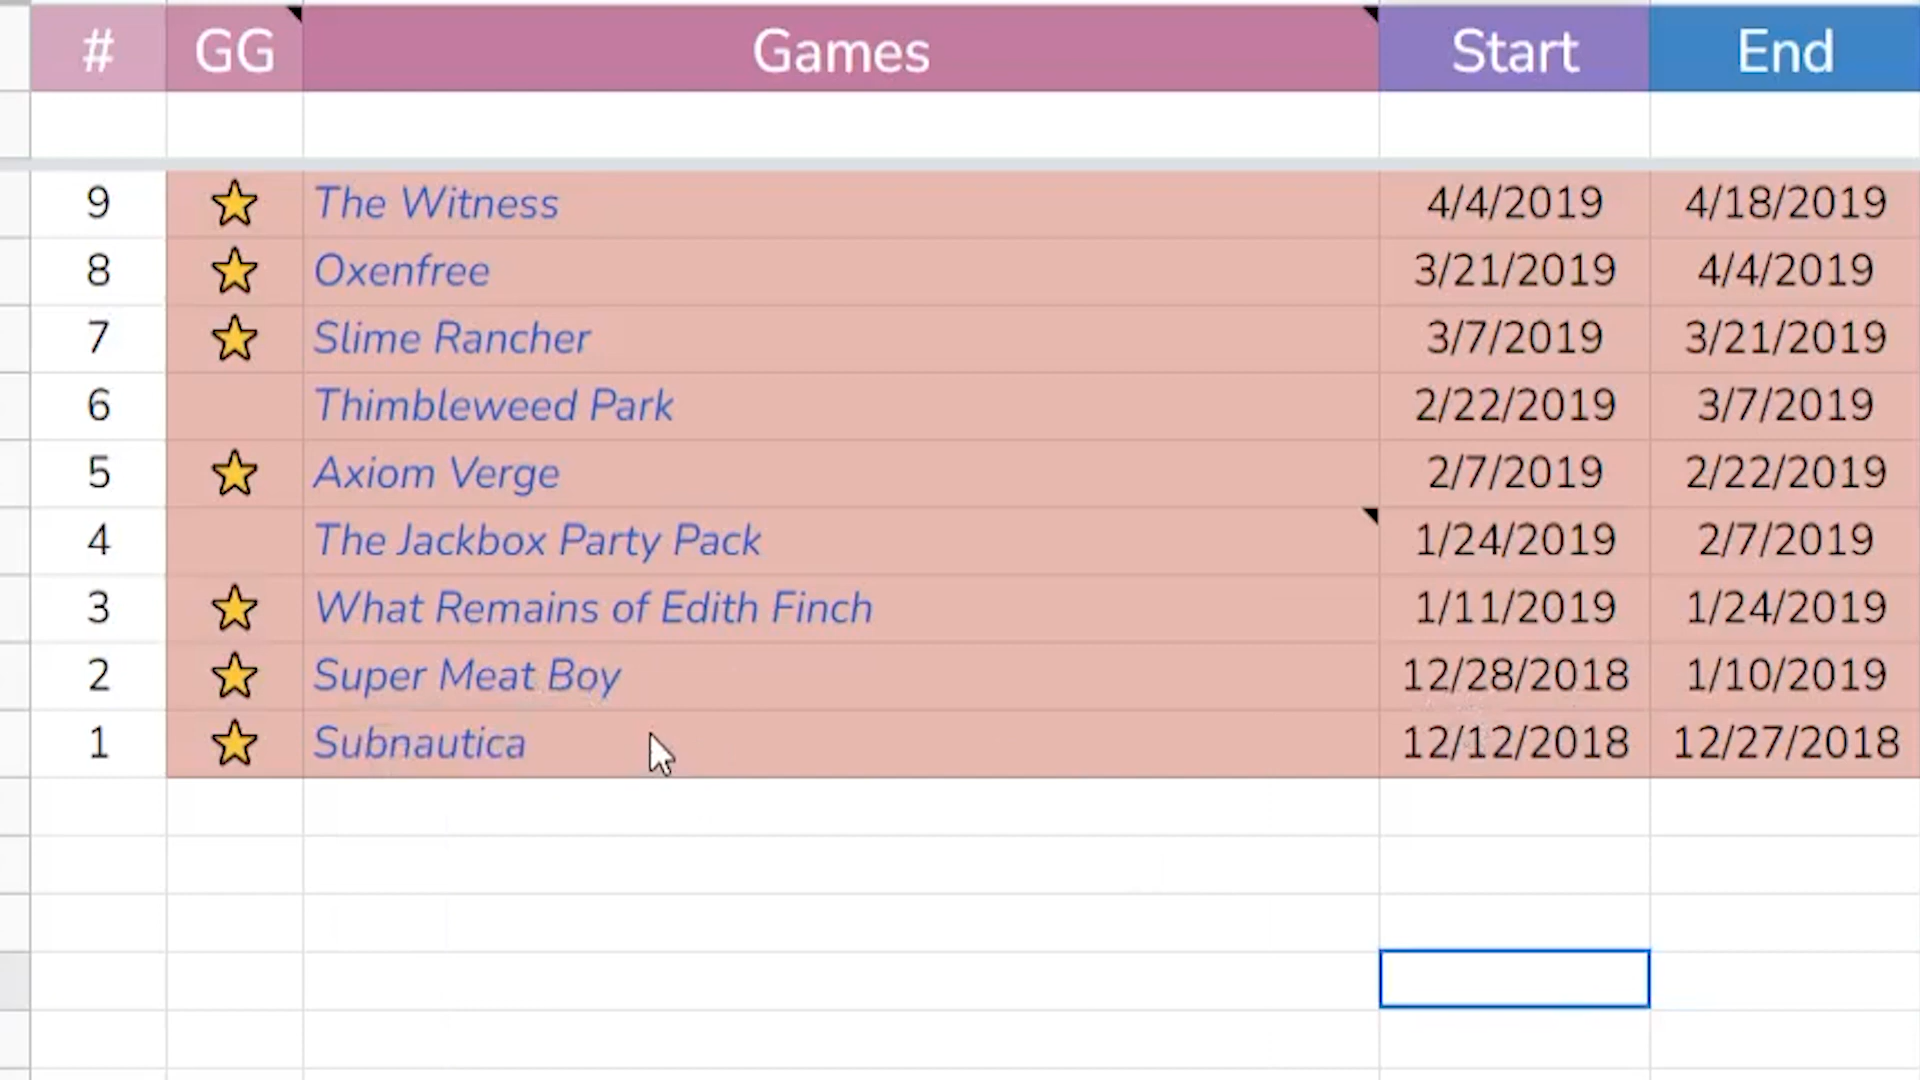 # GG Games Start End
9 The Witness 4/4/2019 4/18/2019
8 Oxenfree 3/21/2019 4/4/2019
7 Slime Rancher 3/7/2019 3/21/2019
6 Thimbleweed Park 2/22/2019 3/7/2019
5 Axiom Verge 2/7/2019 2/22/2019
4 The Jackbox Party Pack 1/24/2019 2/7/2019
3 What Remains of Edith Finch 1/11/2019 1/24/2019
2 Super Meat Boy 12/28/2018 1/10/2019
1 Subnautica 12/12/2018 12/27/2018